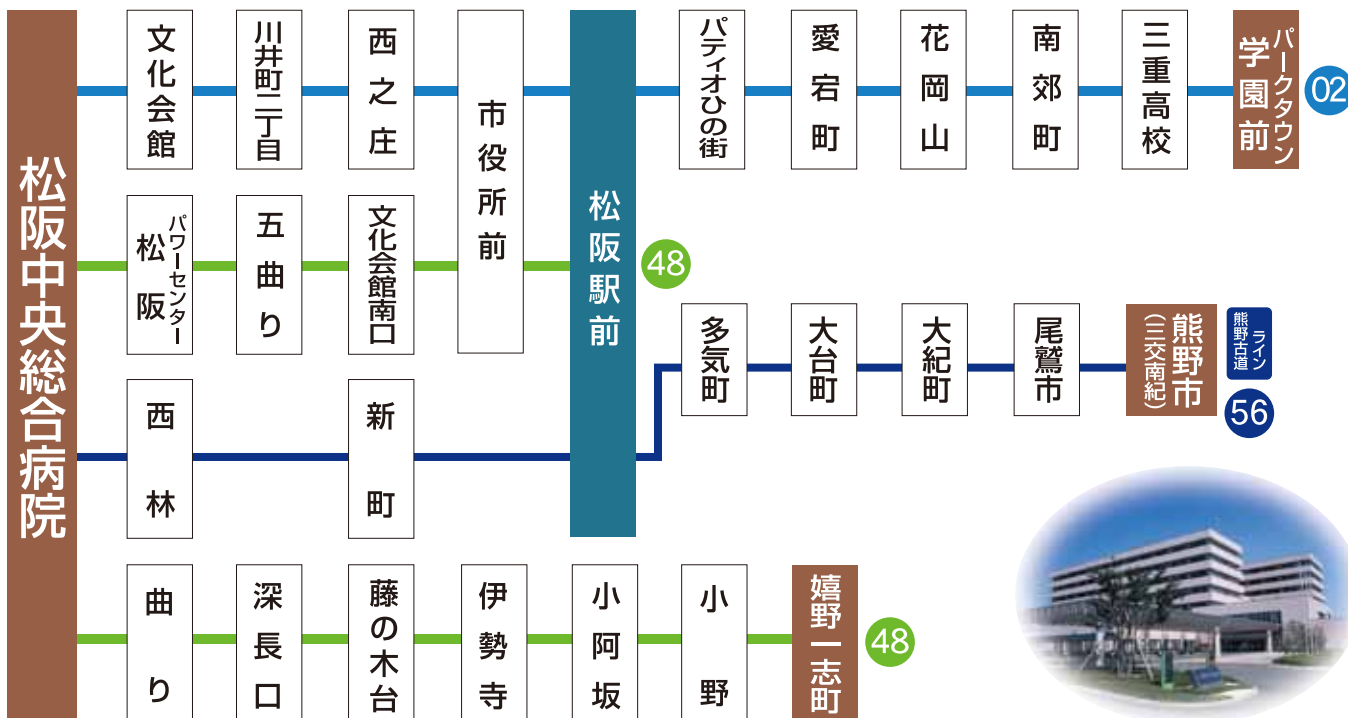 松阪中央総合病院
文化会館
川井町二丁目
西之庄
市役所前
松阪駅前
パティオひの街
愛宕町
花岡山
南郊町
三重高校
パークタウン
学園前
02
パワーセンター
松阪
五曲り
文化会館南口
48
西林
新町
多気町
大台町
大紀町
尾鷲市
熊野市
(三交南紀)
熊野古道
ライン
56
曲り
深長口
藤の木台
伊勢寺
小阿坂
小野
嬉野一志町
48